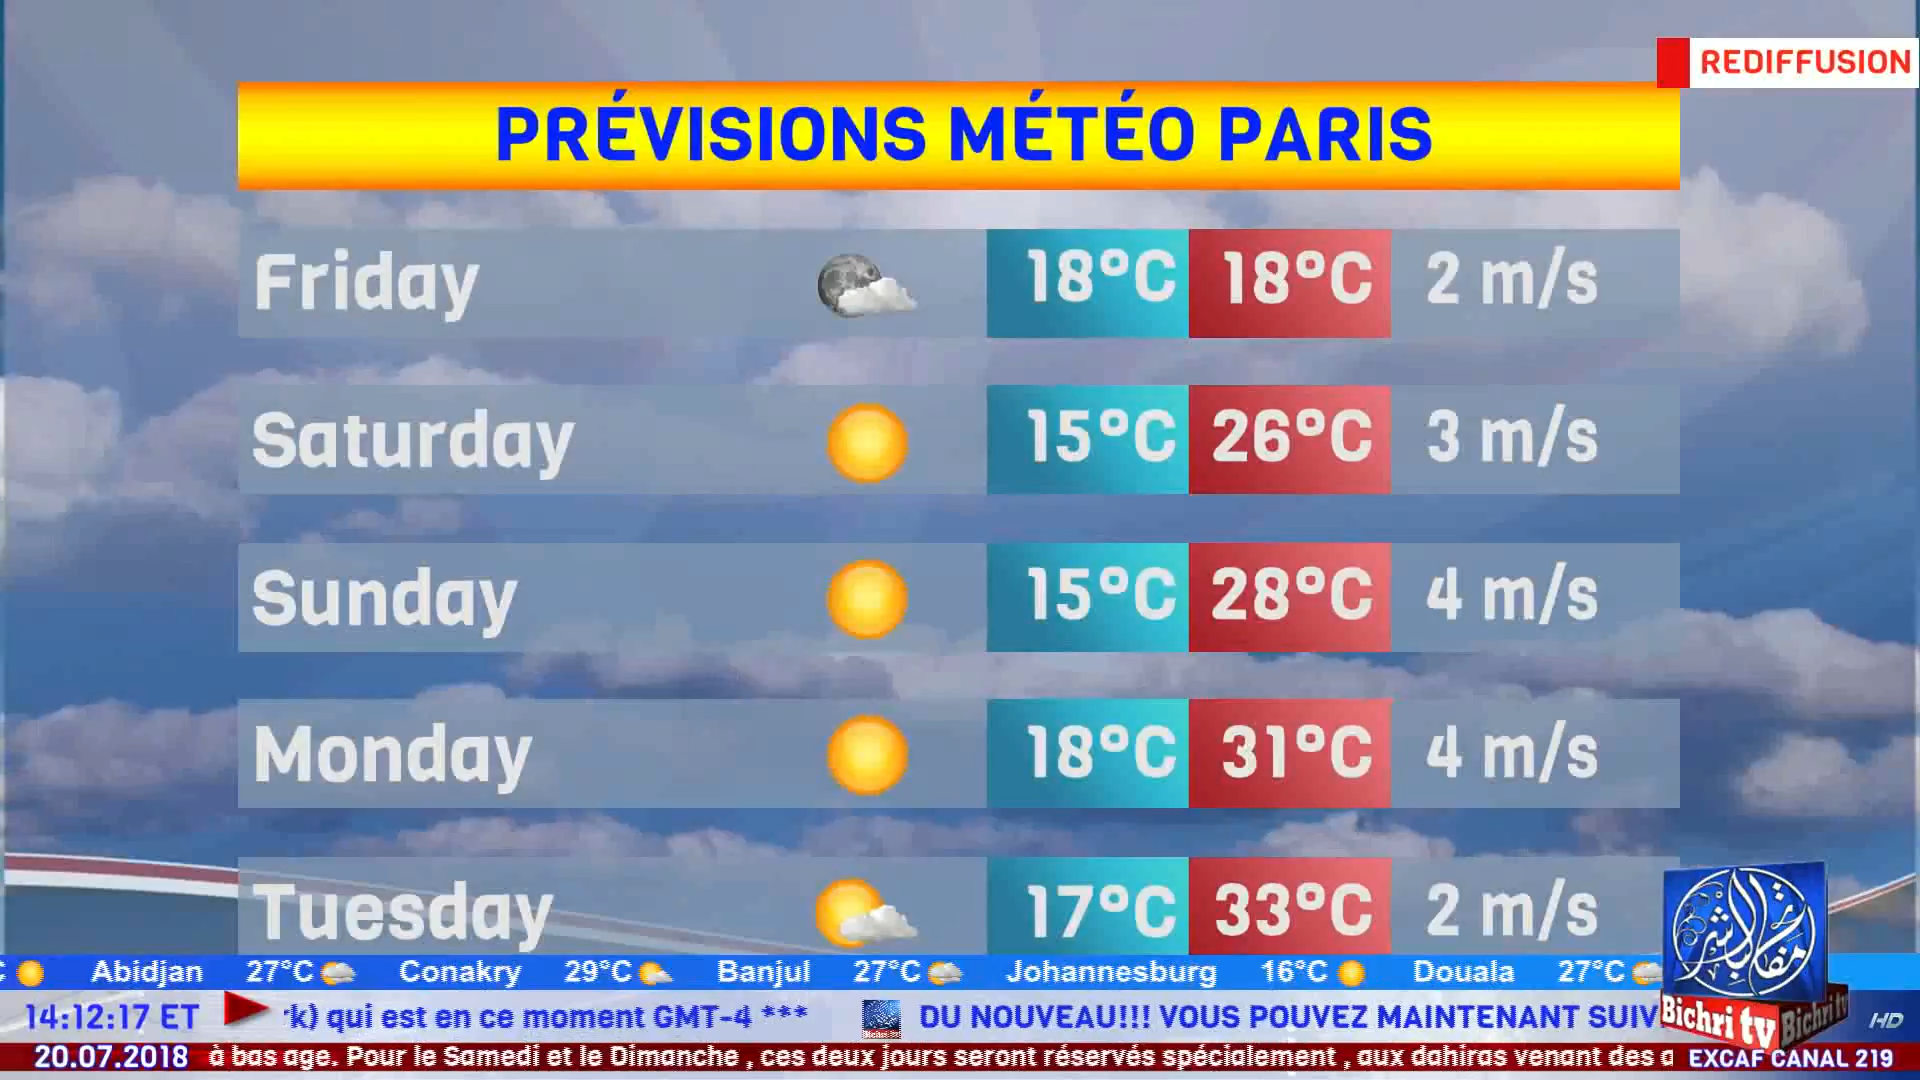 REDIFFUSION
PRÉVISIONS MÉTÉO PARIS
Friday 18°C 18°C 2 m/s
Saturday 15°C 26°C 3 m/s
Sunday 15°C 28°C 4 m/s
Monday 18°C 31°C 4 m/s
Tuesday 17°C 33°C 2 m/s
C Abidjan 27°C Conakry 29°C Banjul 27°C Johannesburg 16°C Douala 27°C
14:12:17 ET 'k) qui est en ce moment GMT-4 *** DU NOUVEAU!!! VOUS POUVEZ MAINTENANT SUIV
Bichri tv Bichri tv HD
20.07.2018 à bas age. Pour le Samedi et le Dimanche , ces deux jours seront réservés spécialement , aux dahiras venant des a EXCAF CANAL 219